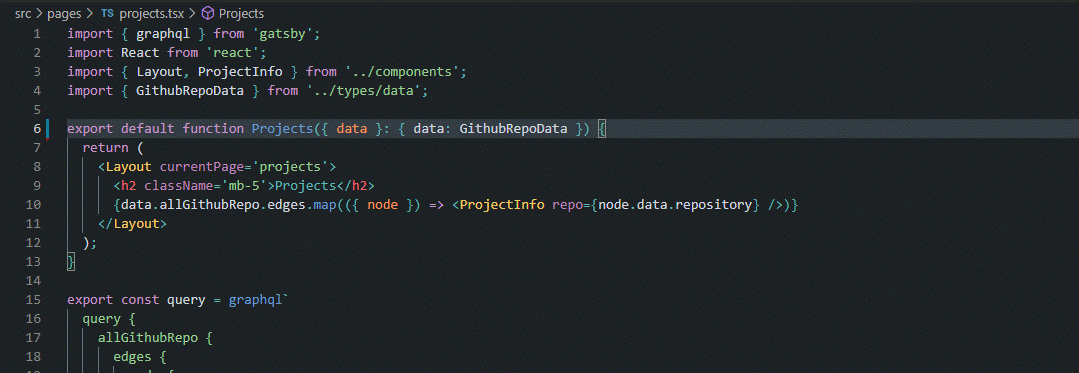 src > pages > TS projects.tsx > Projects
1 import { graphql } from 'gatsby';
2 import React from 'react';
3 import { Layout, ProjectInfo } from '../components';
4 import { GithubRepoData } from '../types/data';
5
6 export default function Projects({ data }: { data: GithubRepoData }) {
7 return (
8 <Layout currentPage='projects'>
9 <h2 className='mb-5'>Projects</h2>
10 {data.allGithubRepo.edges.map(({ node }) => <ProjectInfo repo={node.data.repository} />)}
11 </Layout>
12 );
13 }
14
15 export const query = graphql`
16 query {
17 allGithubRepo {
18 edges {